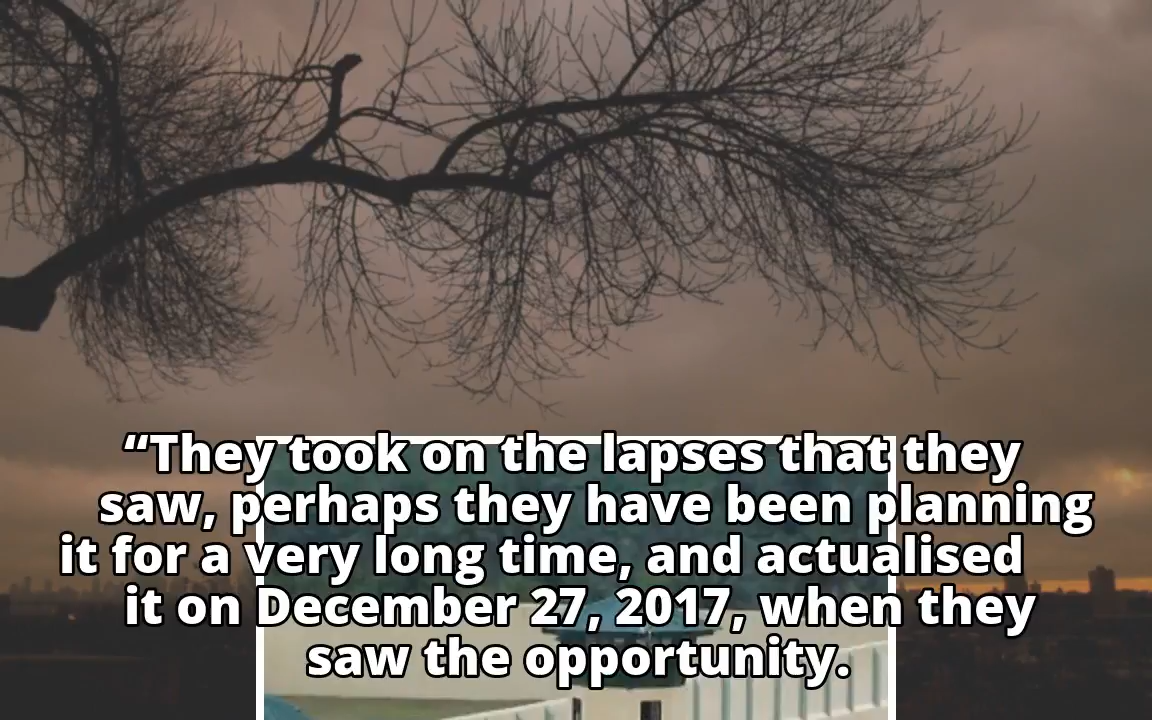 “They took on the lapses that they
saw, perhaps they have been planning
it for a very long time, and actualised
it on December 27, 2017, when they
saw the opportunity.